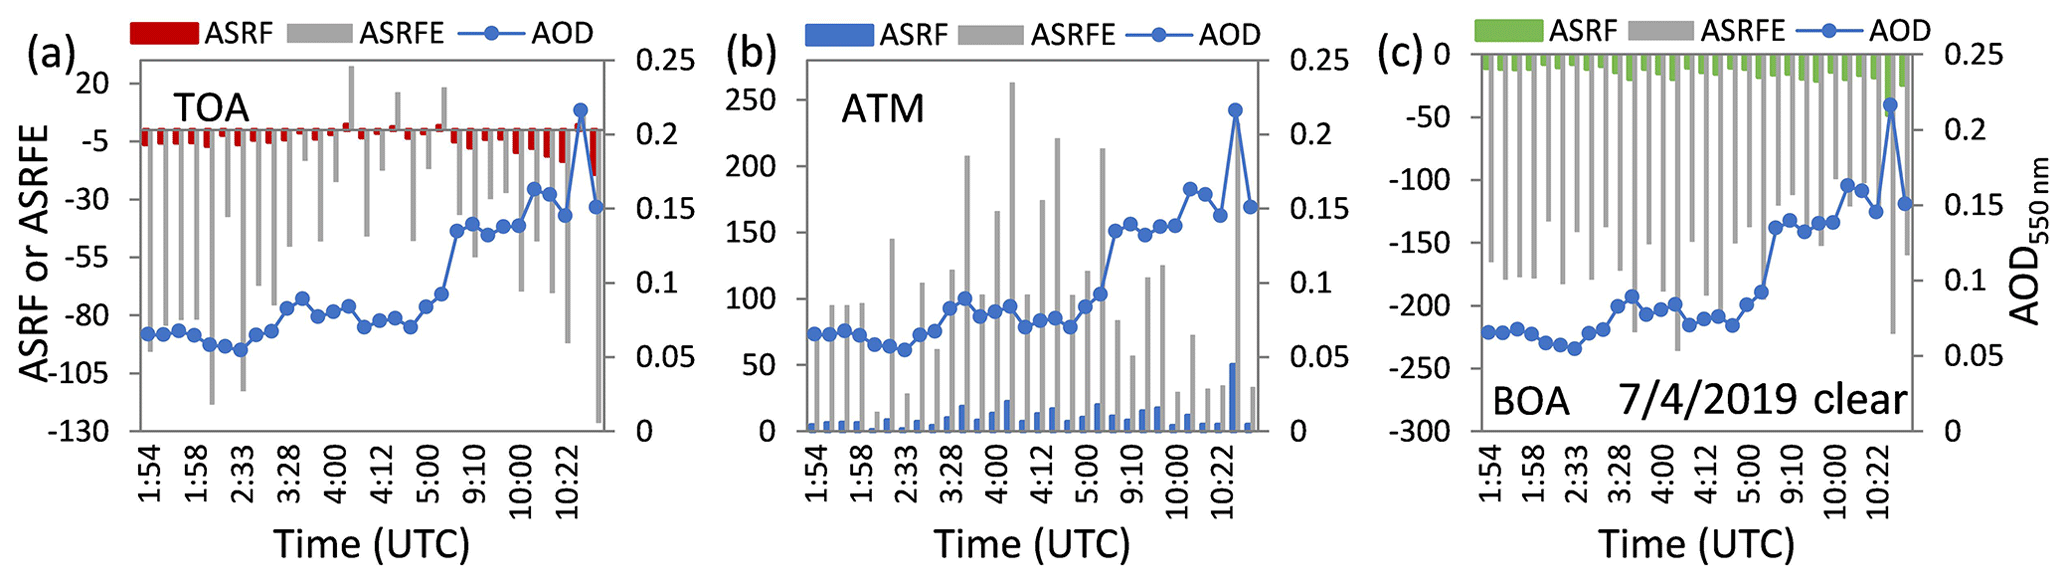 (a) ASRF ASRFE AOD
TOA
ASRF or ASRFE
20
-5
-30
-55
-80
-105
-130
0.25
0.2
0.15
0.1
0.05
0
1:54 1:58 2:33 3:28 4:00 4:12 5:00 9:10 10:00 10:22
Time (UTC)
(b) ASRF ASRFE AOD
ATM
250
200
150
100
50
0
0.25
0.2
0.15
0.1
0.05
0
1:54 1:58 2:33 3:28 4:00 4:12 5:00 9:10 10:00 10:22
Time (UTC)
(c) ASRF ASRFE AOD
0
-50
-100
-150
-200
-250
-300
BOA 7/4/2019 clear
0.25
0.2
0.15
0.1
0.05
0
AOD550 nm
1:54 1:58 2:33 3:28 4:00 4:12 5:00 9:10 10:00 10:22
Time (UTC)